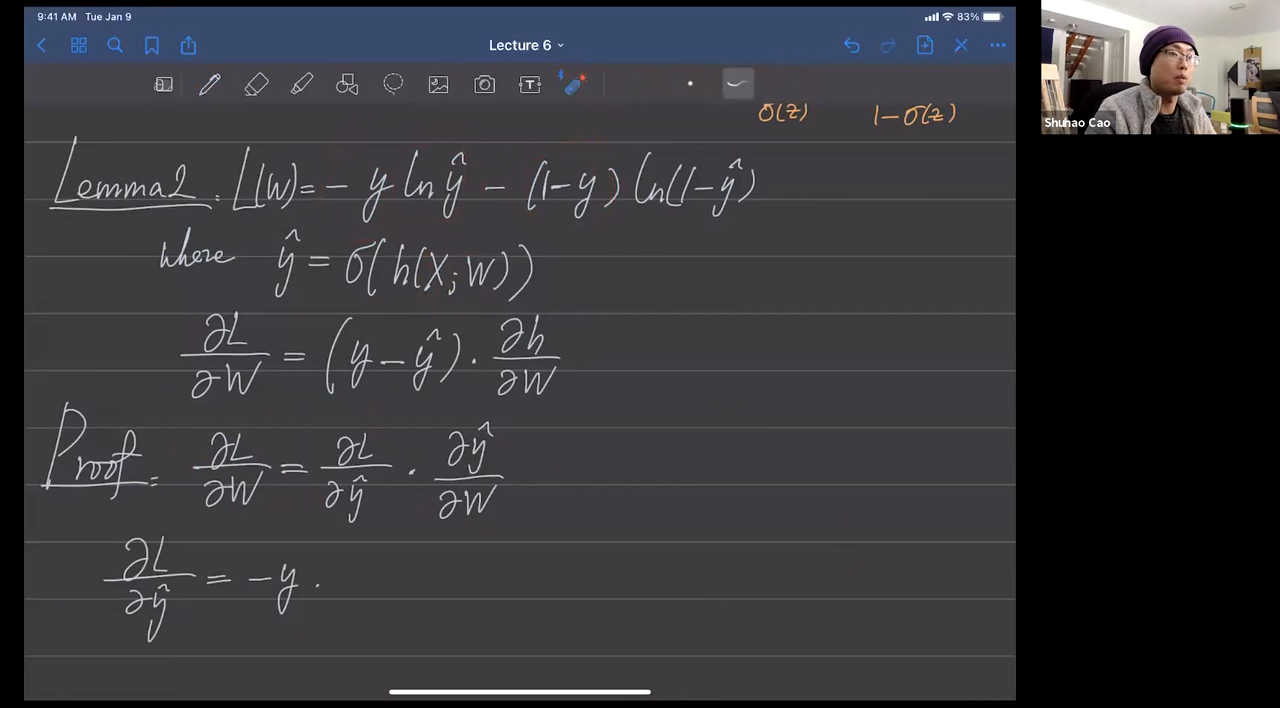 9:41 AM Tue Jan 9
83%
Lecture 6
T
σ(z) 1-σ(z)
Shuhao Cao
Lemma 2: L(W) = - y ln ŷ - (1-y) ln(1-ŷ)
where ŷ = σ(h(X; W))
∂L/∂W = (y - ŷ) · ∂h/∂W
Proof: ∂L/∂W = ∂L/∂ŷ · ∂ŷ/∂W
∂L/∂ŷ = -y ·